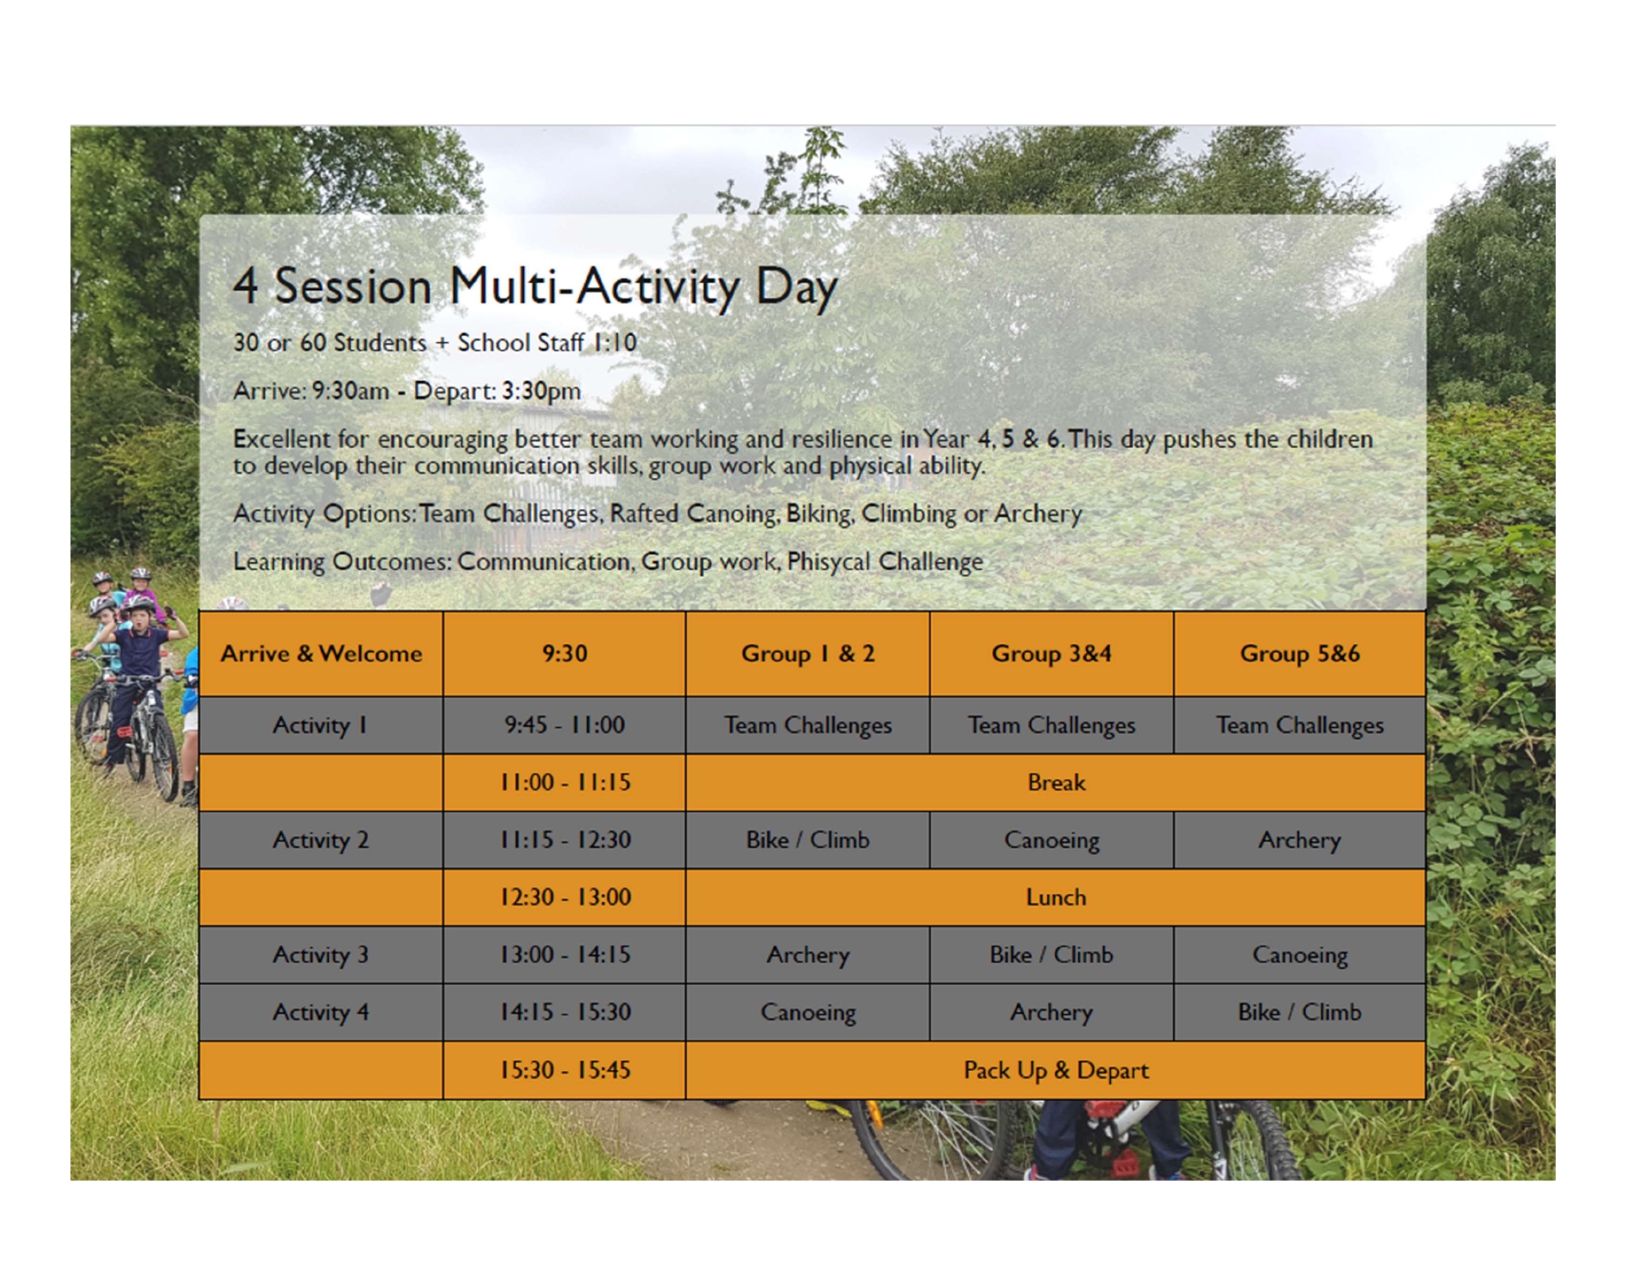 4 Session Multi-Activity Day
30 or 60 Students + School Staff 1:10
Arrive: 9:30am - Depart: 3:30pm
Excellent for encouraging better team working and resilience in Year 4, 5 & 6. This day pushes the children
to develop their communication skills, group work and physical ability.
Activity Options: Team Challenges, Rafted Canoing, Biking, Climbing or Archery
Learning Outcomes: Communication, Group work, Phisycal Challenge
Arrive & Welcome 9:30 Group 1 & 2 Group 3&4 Group 5&6
Activity 1 9:45 - 11:00 Team Challenges Team Challenges Team Challenges
11:00 - 11:15 Break
Activity 2 11:15 - 12:30 Bike / Climb Canoeing Archery
12:30 - 13:00 Lunch
Activity 3 13:00 - 14:15 Archery Bike / Climb Canoeing
Activity 4 14:15 - 15:30 Canoeing Archery Bike / Climb
15:30 - 15:45 Pack Up & Depart